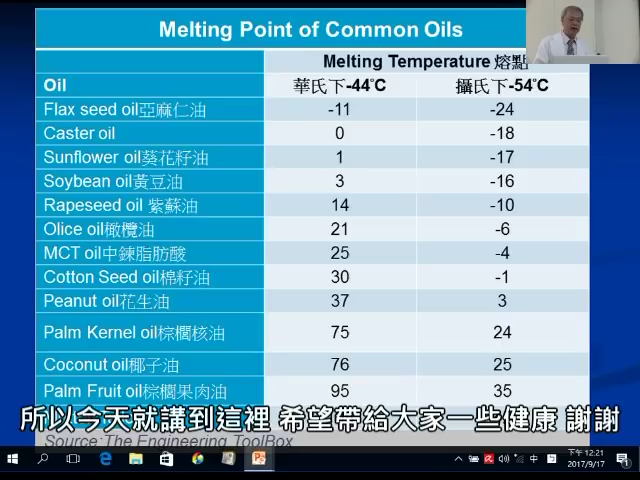 Melting Point of Common Oils
Melting Temperature 熔點
Oil 華氏下-44°C 攝氏下-54°C
Flax seed oil亞麻仁油 -11 -24
Caster oil 0 -18
Sunflower oil葵花籽油 1 -17
Soybean oil黃豆油 3 -16
Rapeseed oil 紫蘇油 14 -10
Olice oil橄欖油 21 -6
MCT oil中鍊脂肪酸 25 -4
Cotton Seed oil棉籽油 30 -1
Peanut oil花生油 37 3
Palm Kernel oil棕櫚核油 75 24
Coconut oil椰子油 76 25
Palm Fruit oil棕櫚果肉油 95 35
所以今天就講到這裡 希望帶給大家一些健康 謝謝
Source:The Engineering ToolBox
中
下午 12:21
2017/9/17